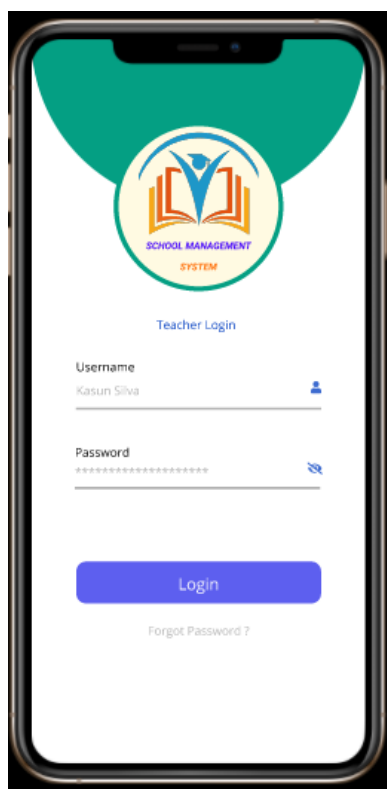 SCHOOL MANAGEMENT
SYSTEM
Teacher Login
Username
Kasun Silva
Password
********************
Login
Forgot Password ?